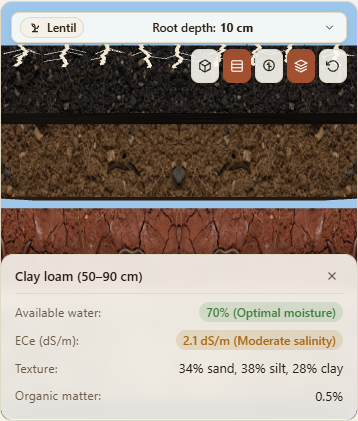 Lentil Root depth: 10 cm
Clay loam (50–90 cm)
Available water: 70% (Optimal moisture)
ECe (dS/m): 2.1 dS/m (Moderate salinity)
Texture: 34% sand, 38% silt, 28% clay
Organic matter: 0.5%